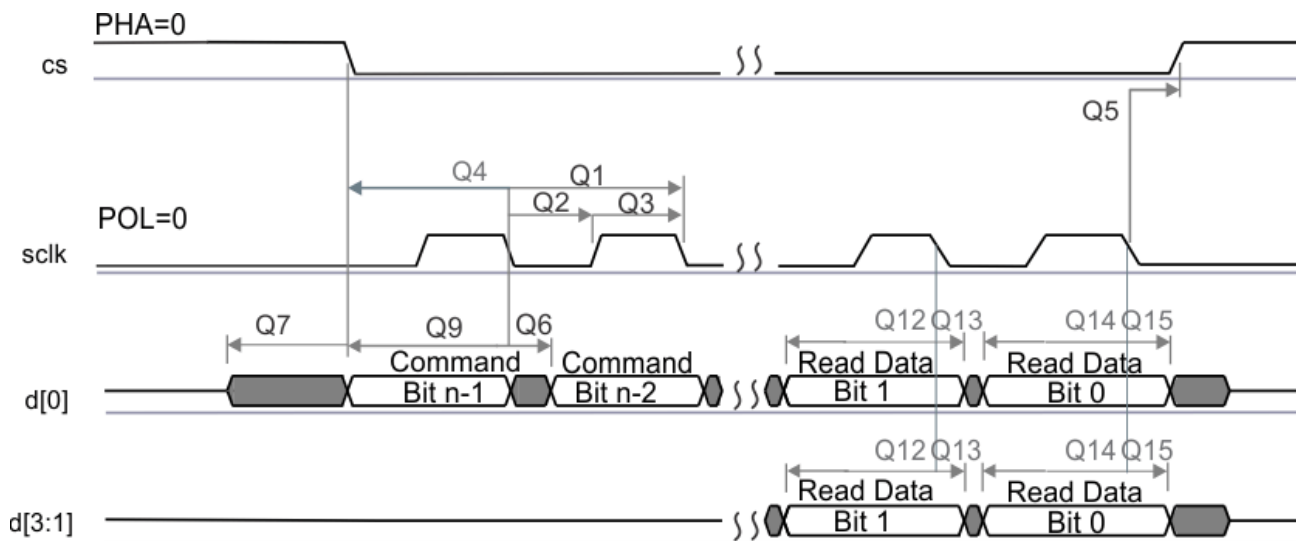 PHA=0
cs
Q5
Q4 Q1
Q2 Q3
POL=0
sclk
Q7 Q9 Q6 Q12 Q13 Q14 Q15
Command Command Read Data Read Data
d[0] Bit n-1 Bit n-2 Bit 1 Bit 0
Q12 Q13 Q14 Q15
Read Data Read Data
d[3:1] Bit 1 Bit 0